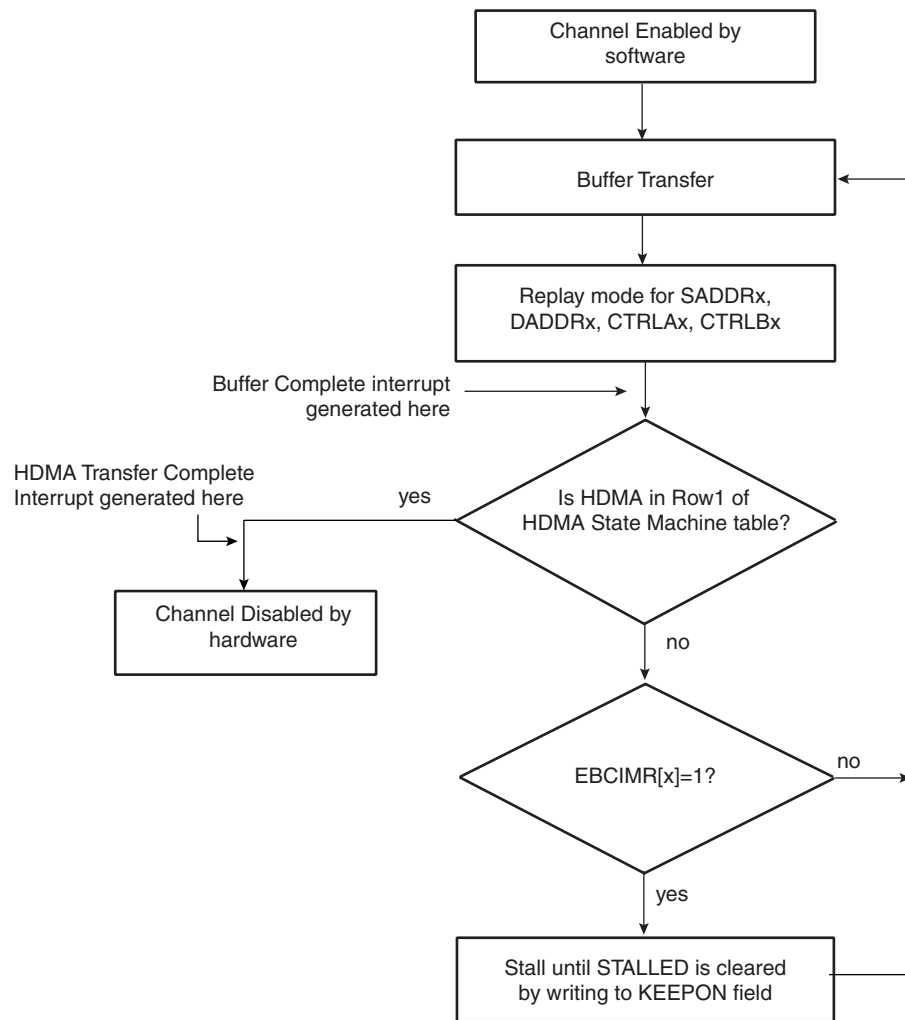 Channel Enabled by
software
Buffer Transfer
Replay mode for SADDRx,
DADDRx, CTRLAx, CTRLBx
Buffer Complete interrupt
generated here
HDMA Transfer Complete
Interrupt generated here
yes
Is HDMA in Row1 of
HDMA State Machine table?
Channel Disabled by
hardware
no
EBCIMR[x]=1?
no
yes
Stall until STALLED is cleared
by writing to KEEPON field